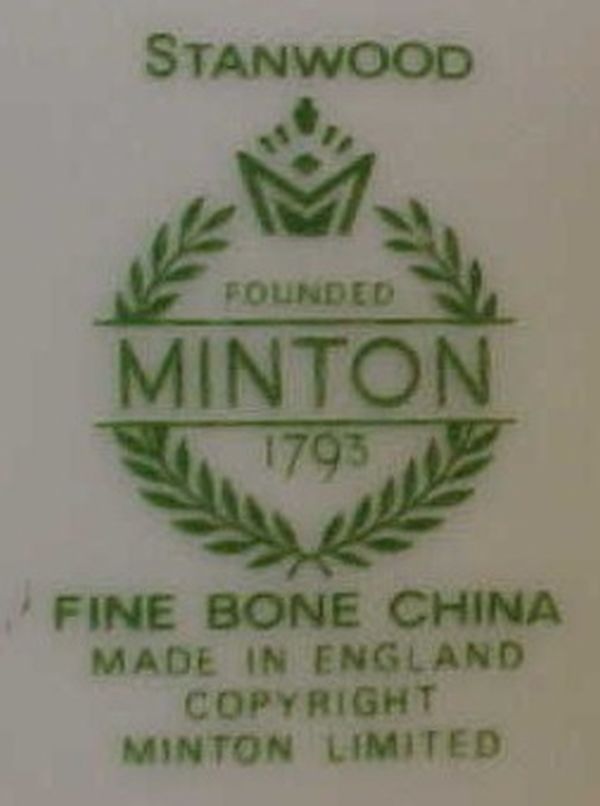 STANWOOD
FOUNDED
MINTON
1793
FINE BONE CHINA
MADE IN ENGLAND
COPYRIGHT
MINTON LIMITED